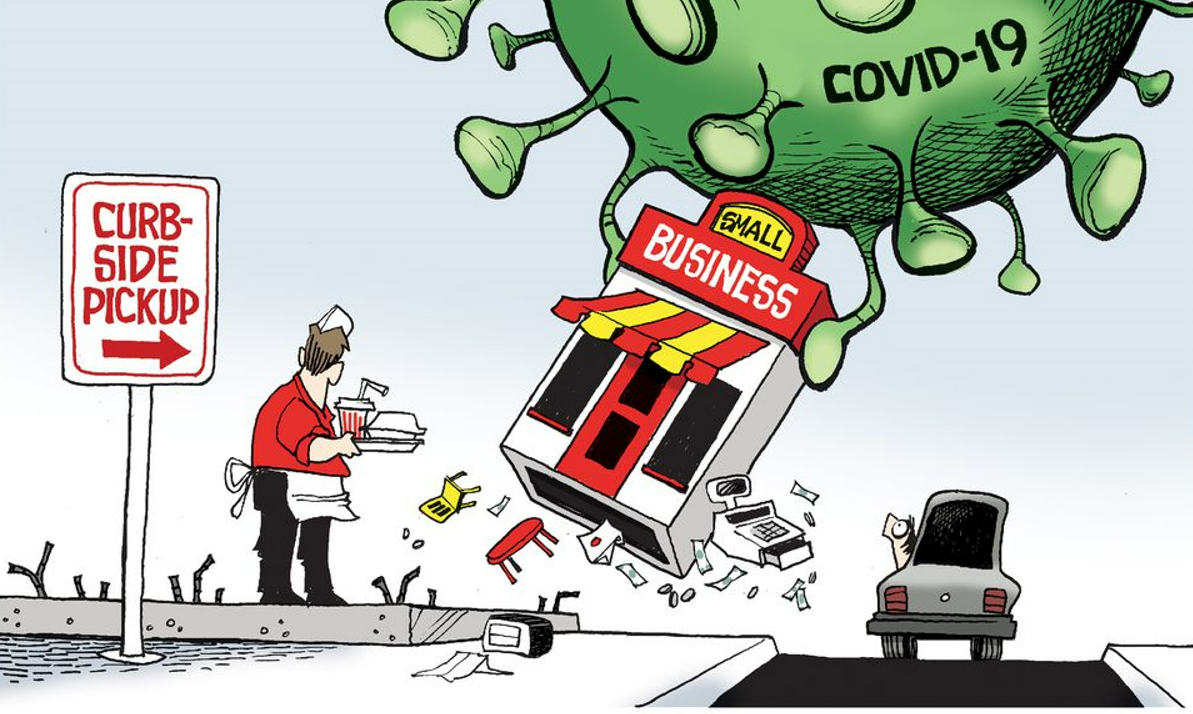 COVID-19
SMALL
BUSINESS
CURB-
SIDE
PICKUP